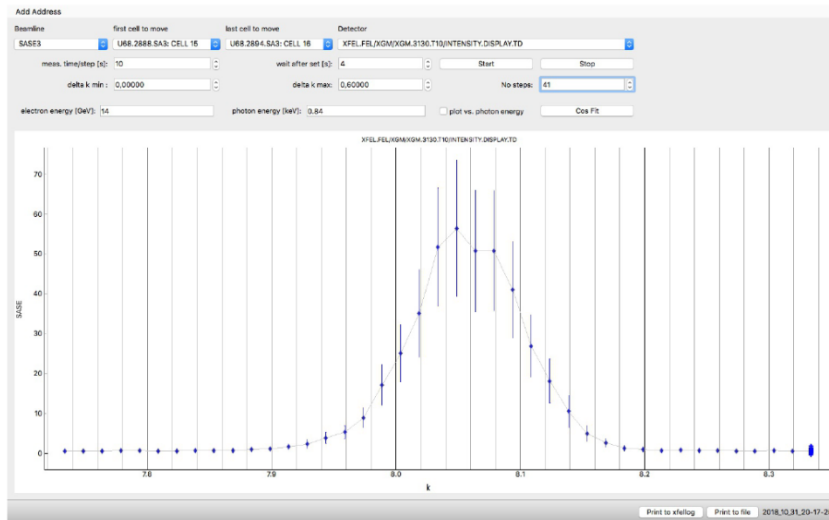 Add Address
Beamline first cell to move last cell to move Detector
SASE3 U68.2888.SA3: CELL 15 U68.2894.SA3: CELL 16 XFEL.FEL/XGM/XGM.3130.T10/INTENSITY.DISPLAY.TD
meas. time/step [s]: 10 wait after set [s]: 4 Start Stop
delta k min : 0,00000 delta k max: 0,60000 No steps: 41
electron energy [GeV]: 14 photon energy [keV]: 0.84 plot vs. photon energy Cos Fit
XFEL.FEL/XGM/XGM.3130.T10/INTENSITY.DISPLAY.TD
70
60
50
40
SASE
30
20
10
0
7.8 7.9 8.0 8.1 8.2 8.3
k
Print to xfellog Print to file 2018_10_31_20-17-2